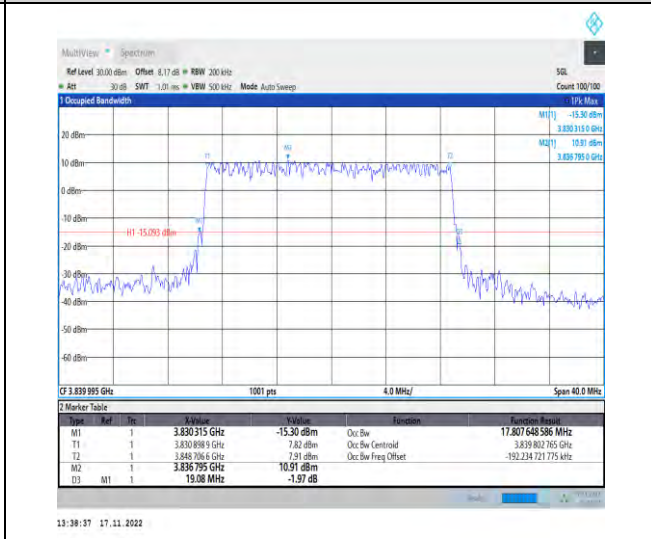 MultiView Spectrum
Ref Level 30.00 dBm Offset 8.17 dB RBW 200 kHz SGL
Att 30 dB SWT 1.01 ms VBW 500 kHz Mode Auto Sweep Count 100/100
1 Occupied Bandwidth 1Pk Max
M1[1] -15.30 dBm
3.830 315 0 GHz
M2[1] 10.91 dBm
3.836 795 0 GHz
20 dBm
M2
T1 T2
10 dBm
0 dBm
-10 dBm
M1
H1 -15.093 dBm
-20 dBm
-30 dBm
-40 dBm
-50 dBm
-60 dBm
CF 3.839 995 GHz 1001 pts 4.0 MHz/ Span 40.0 MHz
2 Marker Table
Type Ref Trc X-Value Y-Value Function Function Result
M1 1 3.830 315 GHz -15.30 dBm Occ Bw 17.807 648 586 MHz
T1 1 3.830 898 9 GHz 7.82 dBm Occ Bw Centroid 3.839 802 765 GHz
T2 1 3.848 706 6 GHz 7.91 dBm Occ Bw Freq Offset -192.234 721 775 kHz
M2 1 3.836 795 GHz 10.91 dBm
D3 M1 1 19.08 MHz -1.97 dB
13:38:37 17.11.2022